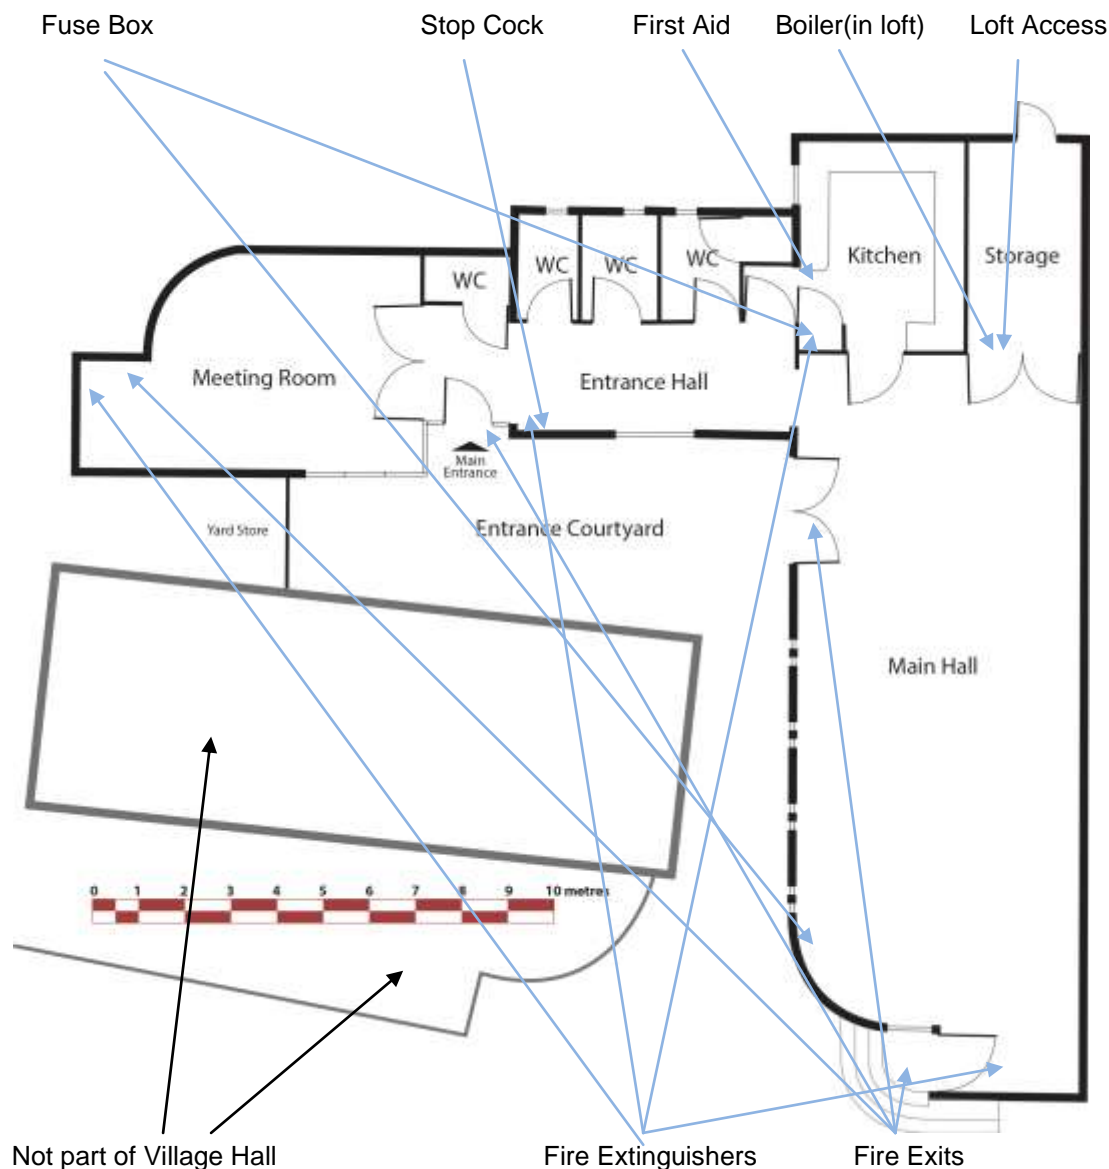 Fuse Box
Stop Cock
First Aid
Boiler(in loft)
Loft Access
Kitchen
Storage
WC
WC
WC
WC
Meeting Room
Entrance Hall
Main
Entrance
Yard Store
Entrance Courtyard
Main Hall
0 1 2 3 4 5 6 7 8 9 10 metres
Not part of Village Hall
Fire Extinguishers
Fire Exits